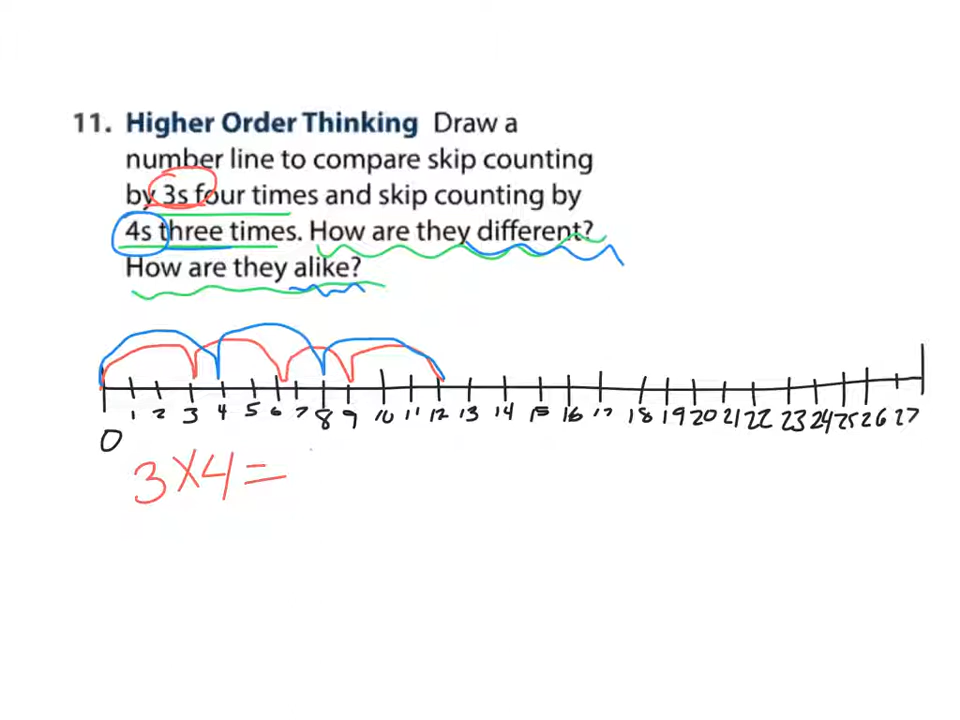 11. Higher Order Thinking Draw a
number line to compare skip counting
by 3s four times and skip counting by
4s three times. How are they different?
How are they alike?
1 2 3 4 5 6 7 8 9 10 11 12 13 14 15 16 17 18 19 20 21 22 23 24 25 26 27
0
3×4=